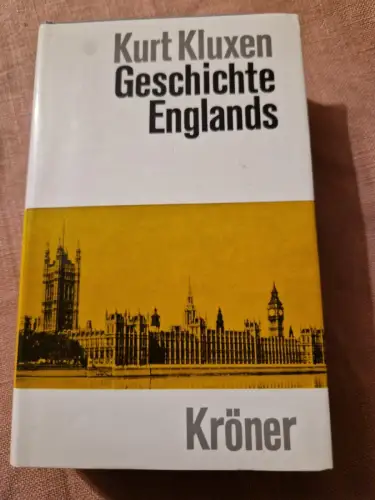 Kurt Kluxen
Geschichte
Englands
Kröner